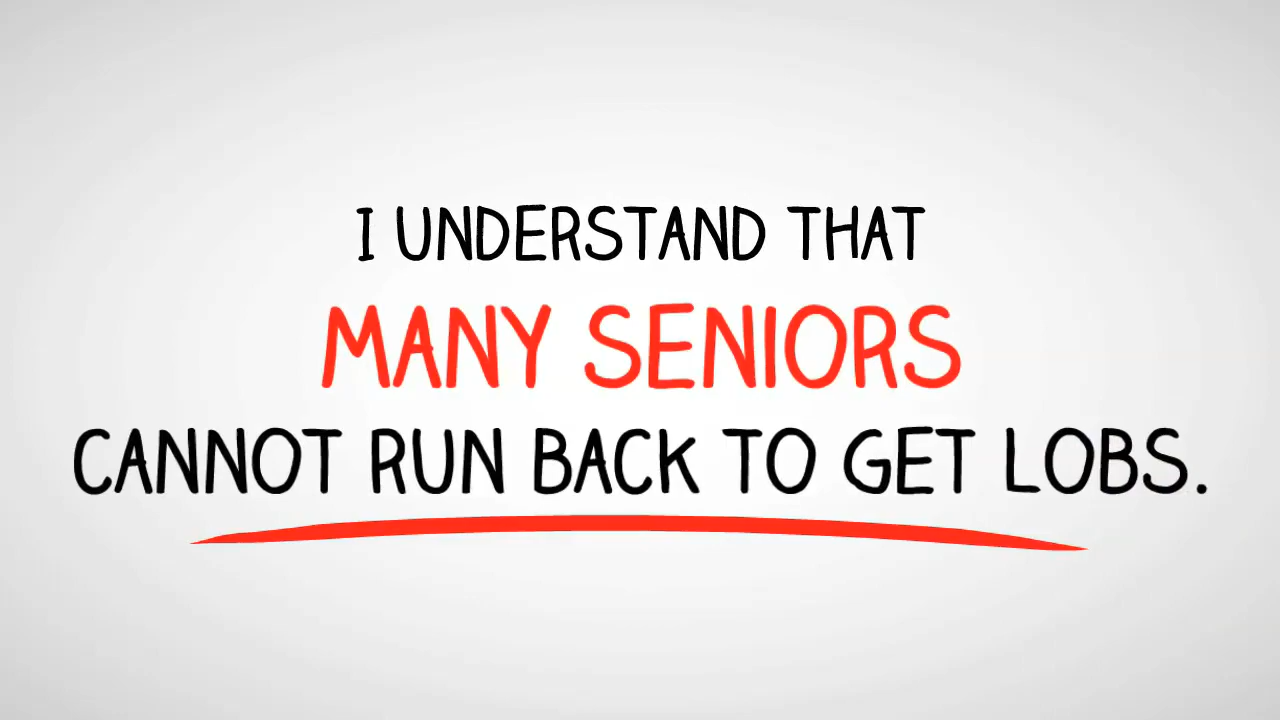 I UNDERSTAND THAT
MANY SENIORS
CANNOT RUN BACK TO GET LOBS.